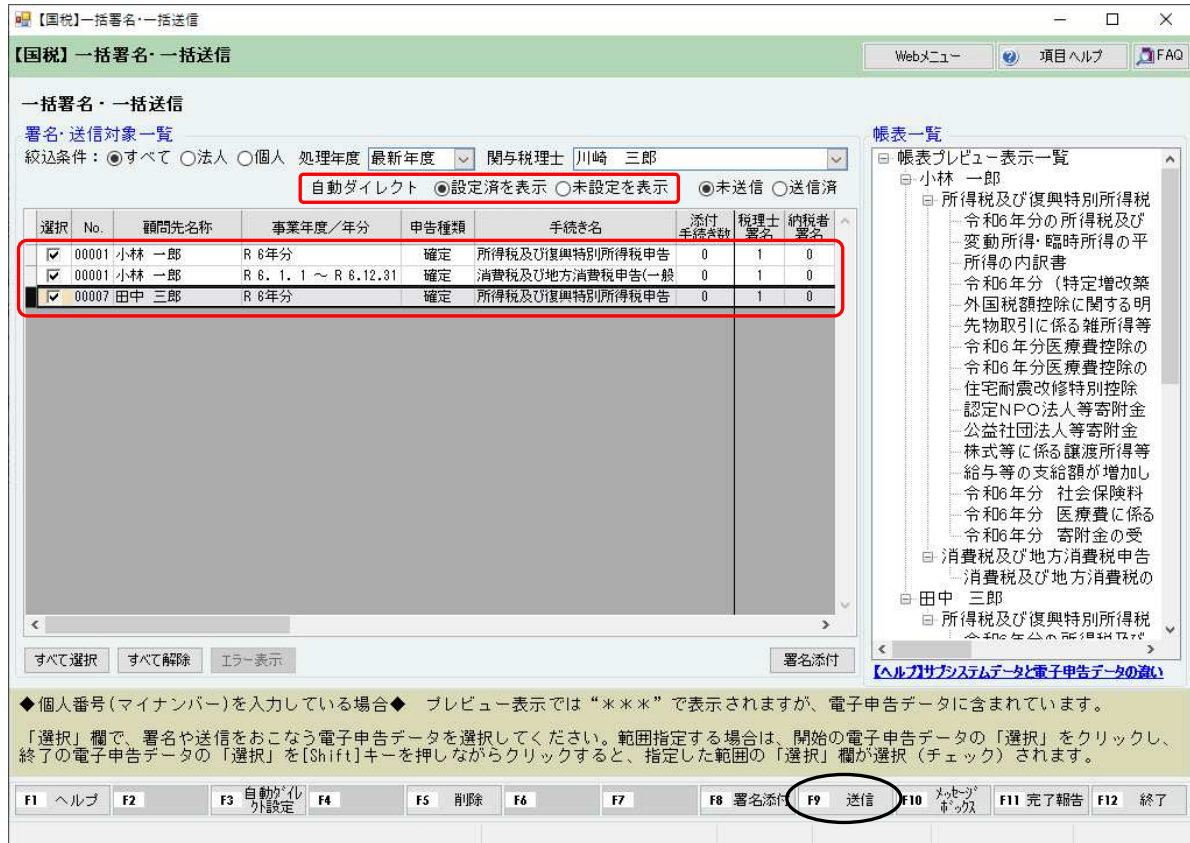 【国税】一括署名・一括送信
【国税】一括署名・一括送信
Webメニュー 項目ヘルプ FAQ
一括署名・一括送信
署名・送信対象一覧
絞込条件： すべて 法人 個人 処理年度 最新年度 関与税理士 川崎 三郎
自動ダイレクト 設定済を表示 未設定を表示 未送信 送信済
選択 No. 顧問先名称 事業年度／年分 申告種類 手続き名 添付手続き数 税理士署名 納税者署名
00001 小林 一郎 R 6年分 確定 所得税及び復興特別所得税申告 0 1 0
00001 小林 一郎 R 6. 1. 1 ～ R 6.12.31 確定 消費税及地方消費税申告(一般 0 1 0
00007 田中 三郎 R 6年分 確定 所得税及び復興特別所得税申告 0 1 0
すべて選択 すべて解除 エラー表示 署名添付
帳表一覧
帳表プレビュー表示一覧
小林 一郎
所得税及び復興特別所得税
令和6年分の所得税及び
変動所得・臨時所得の平
所得の内訳書
令和6年分（特定増改築
外国税額控除に関する明
先物取引に係る雑所得等
令和6年分医療費控除の
令和6年分医療費控除の
住宅耐震改修特別控除
認定NPO法人等寄附金
公益社団法人等寄附金
株式等に係る譲渡所得等
給与等の支給額が増加し
令和6年分 社会保険料
令和6年分 医療費に係る
令和6年分 寄附金の受
消費税及び地方消費税申告
消費税及び地方消費税の
田中 三郎
所得税及び復興特別所得税
令和6年分の所得税及び
【ヘルプ】サブシステムデータと電子申告データの違い
◆個人番号(マイナンバー)を入力している場合◆ プレビュー表示では“＊＊＊”で表示されますが、電子申告データに含まれています。
「選択」欄で、署名や送信をおこなう電子申告データを選択してください。範囲指定する場合は、開始の電子申告データの「選択」をクリックし、
終了の電子申告データの「選択」を[Shift]キーを押しながらクリックすると、指定した範囲の「選択」欄が選択（チェック）されます。
F1 ヘルプ F2 F3 自動ダイレクト設定 F4 F5 削除 F6 F7 F8 署名添付 F9 送信 F10 メッセージボックス F11 完了報告 F12 終了